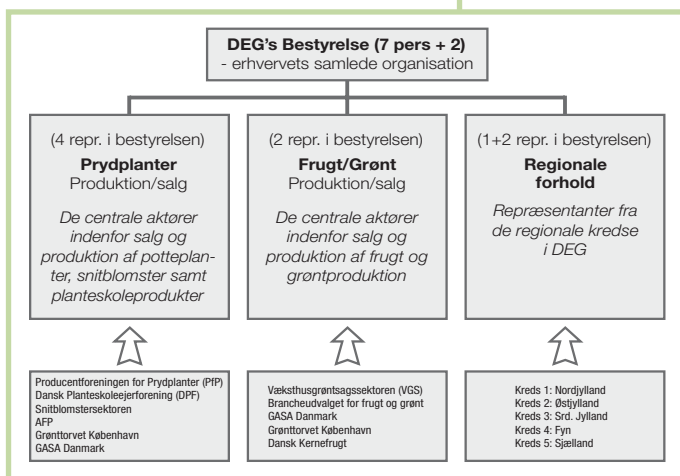 DEG's Bestyrelse (7 pers + 2)
- erhvervets samlede organisation
(4 repr. i bestyrelsen)
Prydplanter
Produktion/salg
De centrale aktører
indenfor salg og
produktion af potteplan-
ter, snitblomster samt
planteskoleprodukter
(2 repr. i bestyrelsen)
Frugt/Grønt
Produktion/salg
De centrale aktører
indenfor salg og
produktion af frugt og
grøntproduktion
(1+2 repr. i bestyrelsen)
Regionale
forhold
Repræsentanter fra
de regionale kredse
i DEG
Producentforeningen for Prydplanter (PfP)
Dansk Planteskoleejerforening (DPF)
Snitblomstersektoren
AFP
Grønttorvet København
GASA Danmark
Væksthusgrøntsagssektoren (VGS)
Brancheudvalget for frugt og grønt
GASA Danmark
Grønttorvet København
Dansk Kernefrugt
Kreds 1: Nordjylland
Kreds 2: Østjylland
Kreds 3: Srd. Jylland
Kreds 4: Fyn
Kreds 5: Sjælland